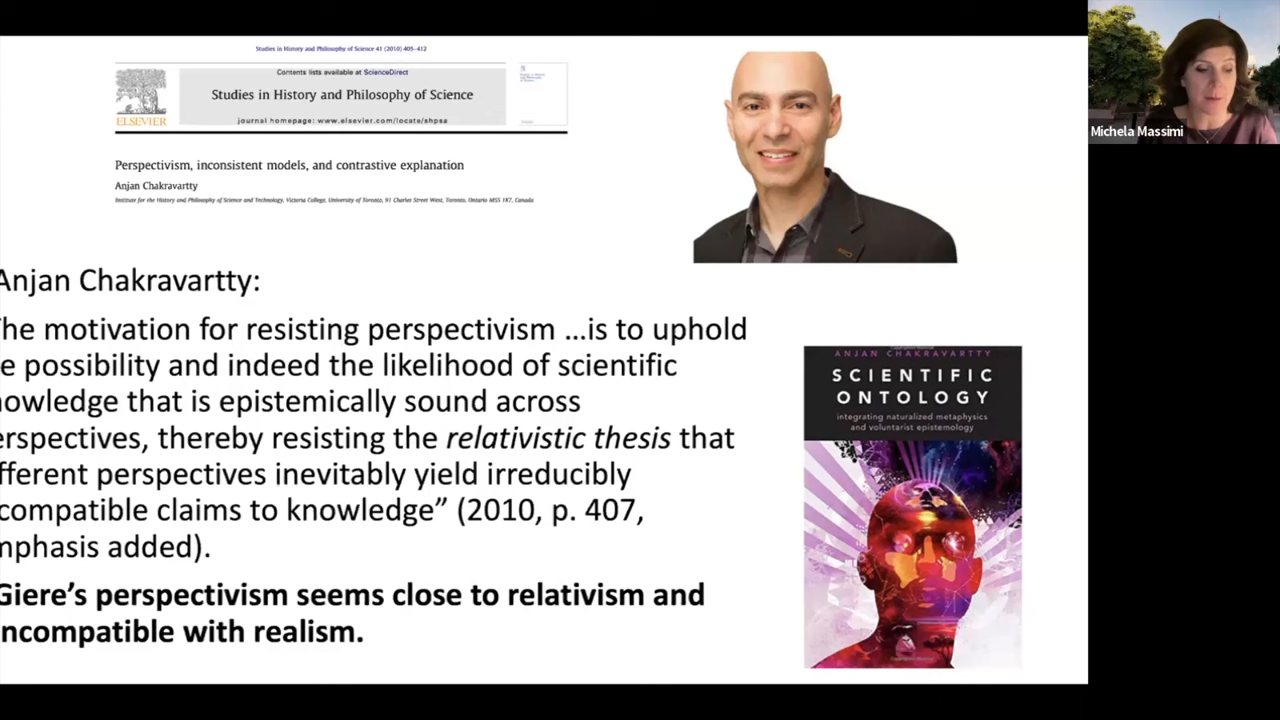 Studies in History and Philosophy of Science 41 (2010) 405–412
Contents lists available at ScienceDirect
Studies in History and Philosophy of Science
journal homepage: www.elsevier.com/locate/shpsa
ELSEVIER
Perspectivism, inconsistent models, and contrastive explanation
Anjan Chakravartty
Institute for the History and Philosophy of Science and Technology, Victoria College, University of Toronto, 91 Charles Street West, Toronto, Ontario M5S 1K7, Canada
Michela Massimi
Anjan Chakravartty:
he motivation for resisting perspectivism …is to uphold
e possibility and indeed the likelihood of scientific
nowledge that is epistemically sound across
erspectives, thereby resisting the relativistic thesis that
fferent perspectives inevitably yield irreducibly
compatible claims to knowledge” (2010, p. 407,
mphasis added).
Giere’s perspectivism seems close to relativism and
ncompatible with realism.
ANJAN CHAKRAVARTTY
SCIENTIFIC
ONTOLOGY
integrating naturalized metaphysics
and voluntarist epistemology